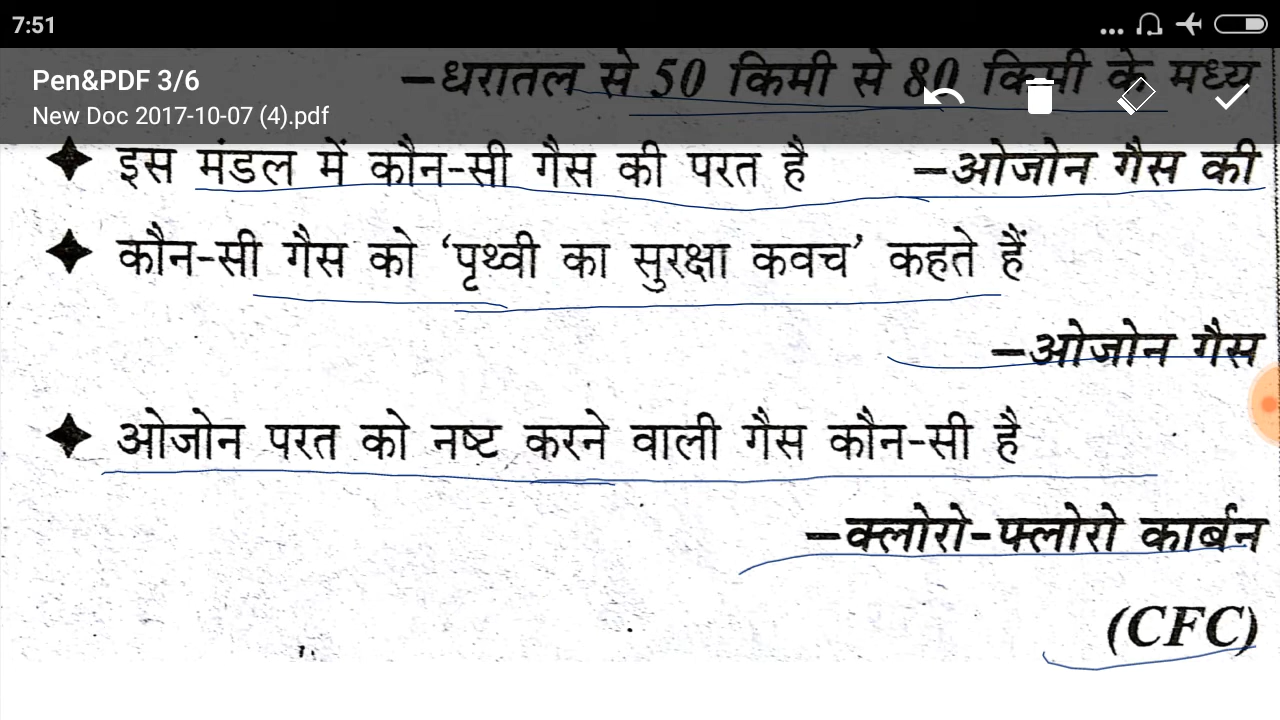 7:51
Pen&PDF 3/6
New Doc 2017-10-07 (4).pdf
–धरातल से 50 किमी से 80 किमी के मध्य
इस मंडल में कौन-सी गैस की परत है –ओजोन गैस की
कौन-सी गैस को ‘पृथ्वी का सुरक्षा कवच’ कहते हैं
–ओजोन गैस
ओजोन परत को नष्ट करने वाली गैस कौन-सी है
–क्लोरो-फ्लोरो कार्बन
(CFC)